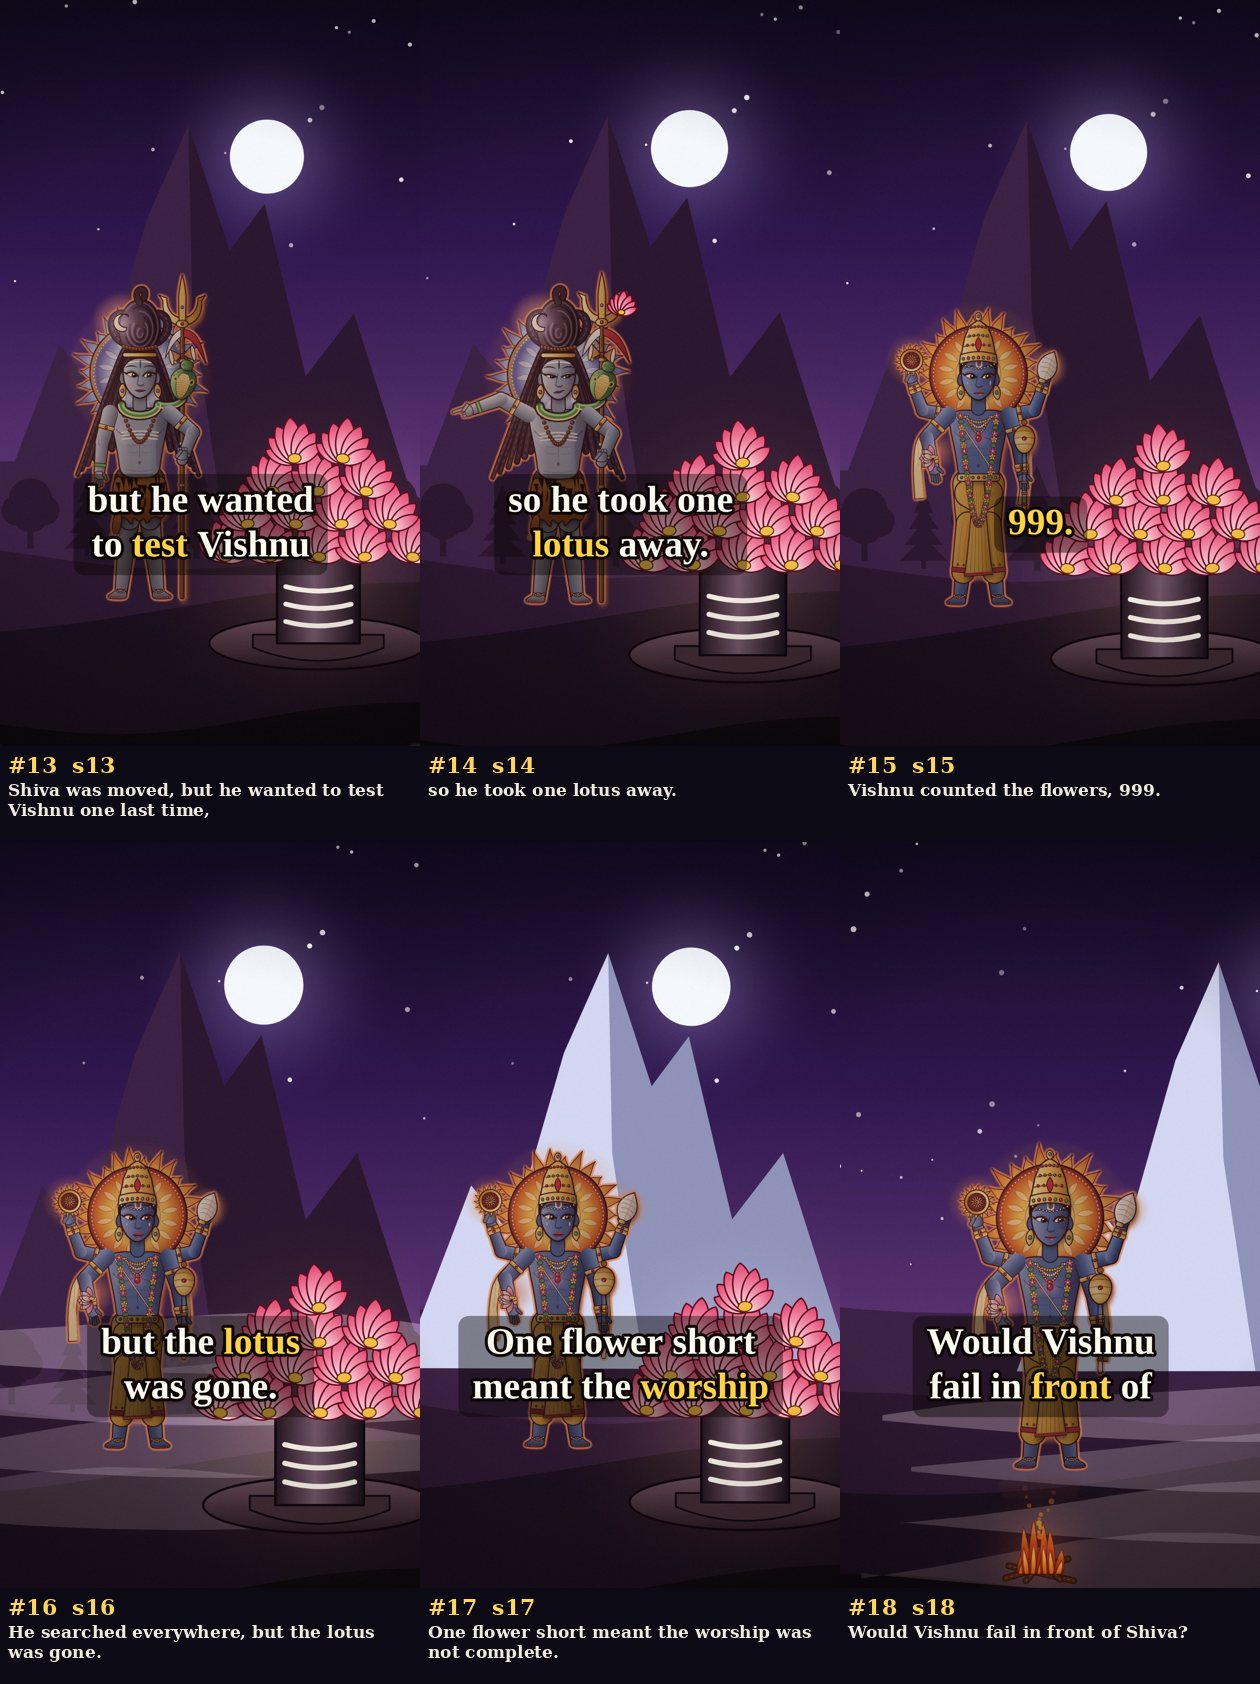 but he wanted
to test Vishnu
#13 s13
Shiva was moved, but he wanted to test
Vishnu one last time,
so he took one
lotus away.
#14 s14
so he took one lotus away.
999.
#15 s15
Vishnu counted the flowers, 999.
but the lotus
was gone.
#16 s16
He searched everywhere, but the lotus
was gone.
One flower short
meant the worship
#17 s17
One flower short meant the worship was
not complete.
Would Vishnu
fail in front of
#18 s18
Would Vishnu fail in front of Shiva?